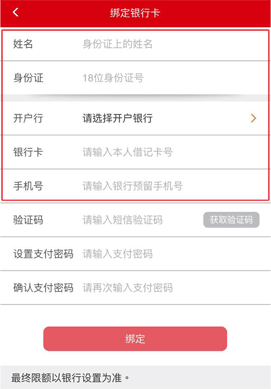 绑定银行卡
姓名 身份证上的姓名
身份证 18位身份证号
开户行 请选择开户银行
银行卡 请输入本人借记卡号
手机号 请输入银行预留手机号
验证码 请输入短信验证码 获取验证码
设置支付密码 请输入支付密码
确认支付密码 请再次输入支付密码
绑定
最终限额以银行设置为准。